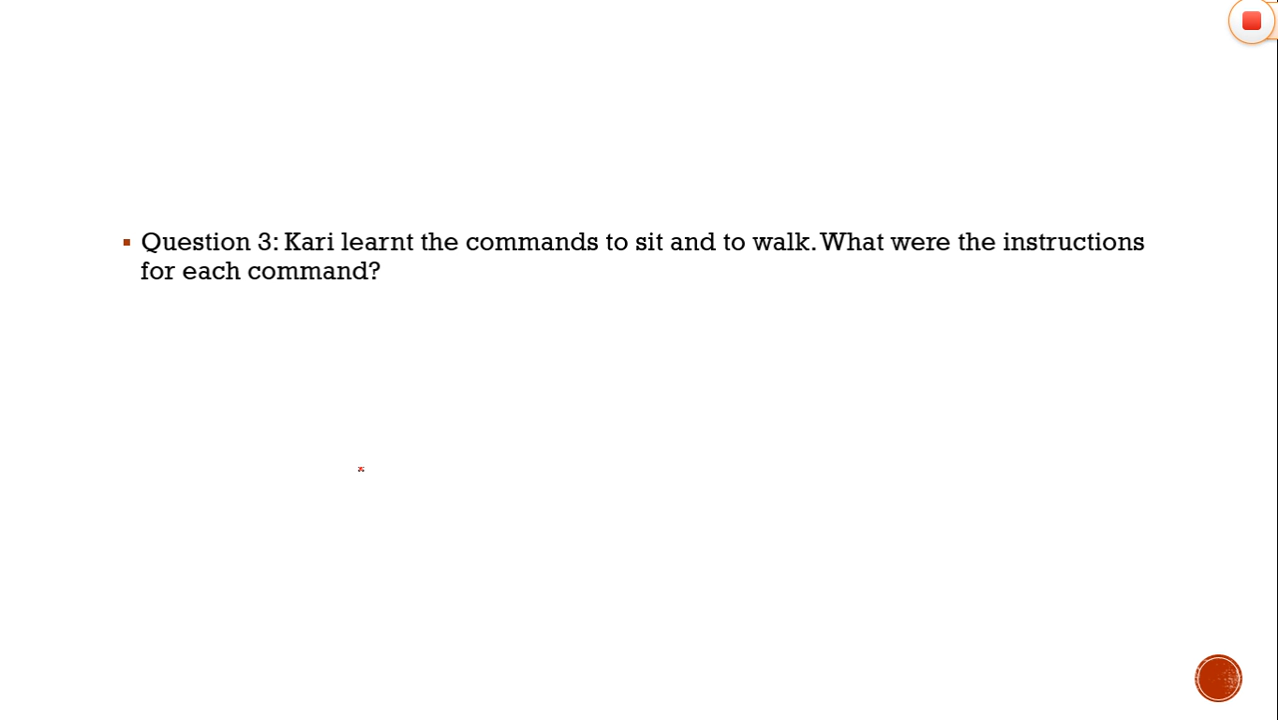 Question 3: Kari learnt the commands to sit and to walk. What were the instructions
for each command?